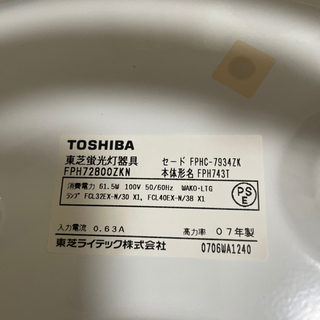 TOSHIBA
東芝蛍光灯器具 セード FPHC-7934ZK
FPH72800ZKN 本体形名 FPH743T
消費電力 61.5W 100V 50/60Hz WAKO-LTG
ランプ FCL32EX-N/30 X1, FCL40EX-N/38 X1
PS
E
入力電流 0.63A 高力率 07年製
東芝ライテック株式会社 0706WA1240